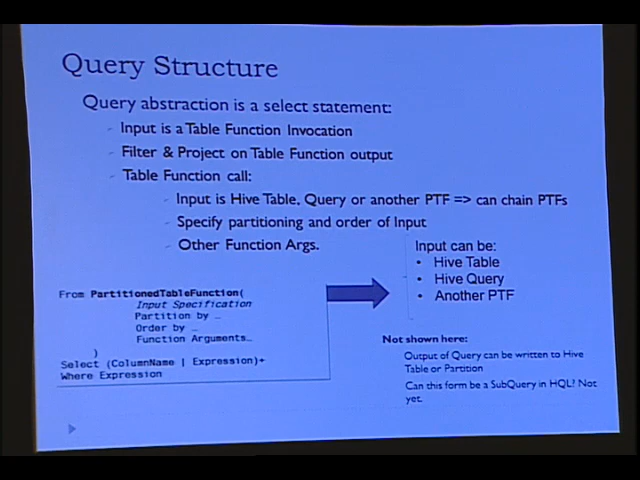 Query Structure
Query abstraction is a select statement:
- Input is a Table Function Invocation
- Filter & Project on Table Function output
- Table Function call:
- Input is Hive Table, Query or another PTF => can chain PTFs
- Specify partitioning and order of Input
- Other Function Args.
Input can be:
• Hive Table
• Hive Query
• Another PTF
From PartitionedTableFunction(
Input Specification
Partition by …
Order by …
Function Arguments…
)
Select (ColumnName | Expression)+
Where Expression
Not shown here:
Output of Query can be written to Hive
Table or Partition
Can this form be a SubQuery in HQL? Not
yet.